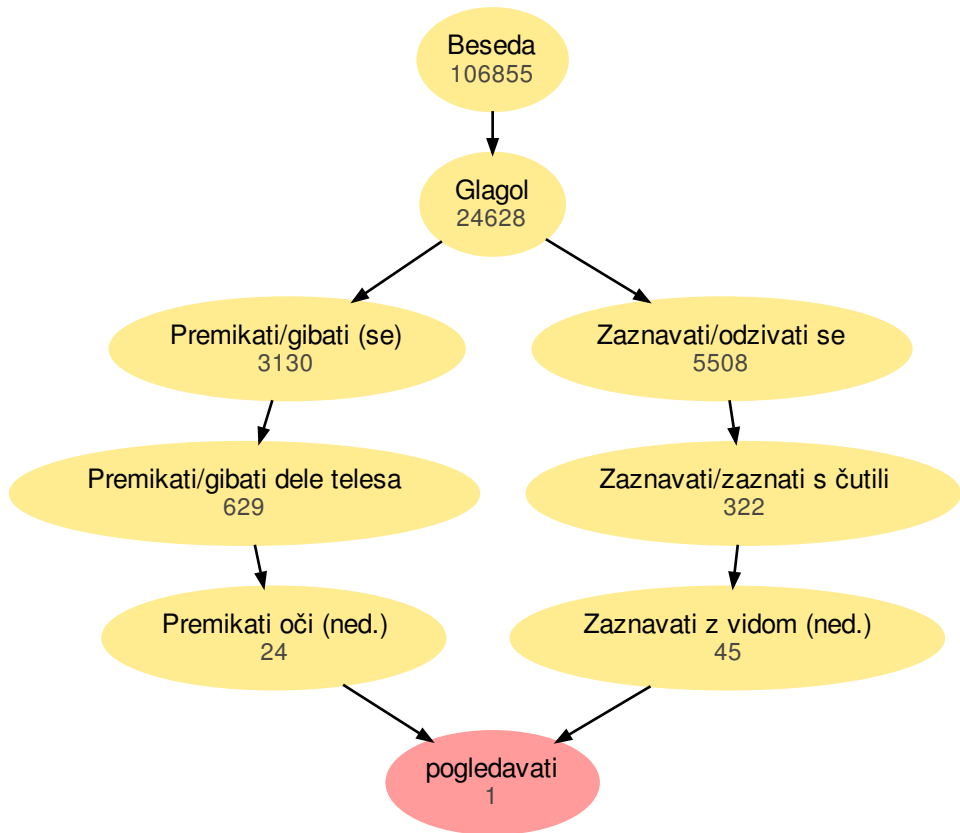 Beseda
106855
Glagol
24628
Premikati/gibati (se)
3130
Zaznavati/odzivati se
5508
Premikati/gibati dele telesa
629
Zaznavati/zaznati s čutili
322
Premikati oči (ned.)
24
Zaznavati z vidom (ned.)
45
pogledavati
1